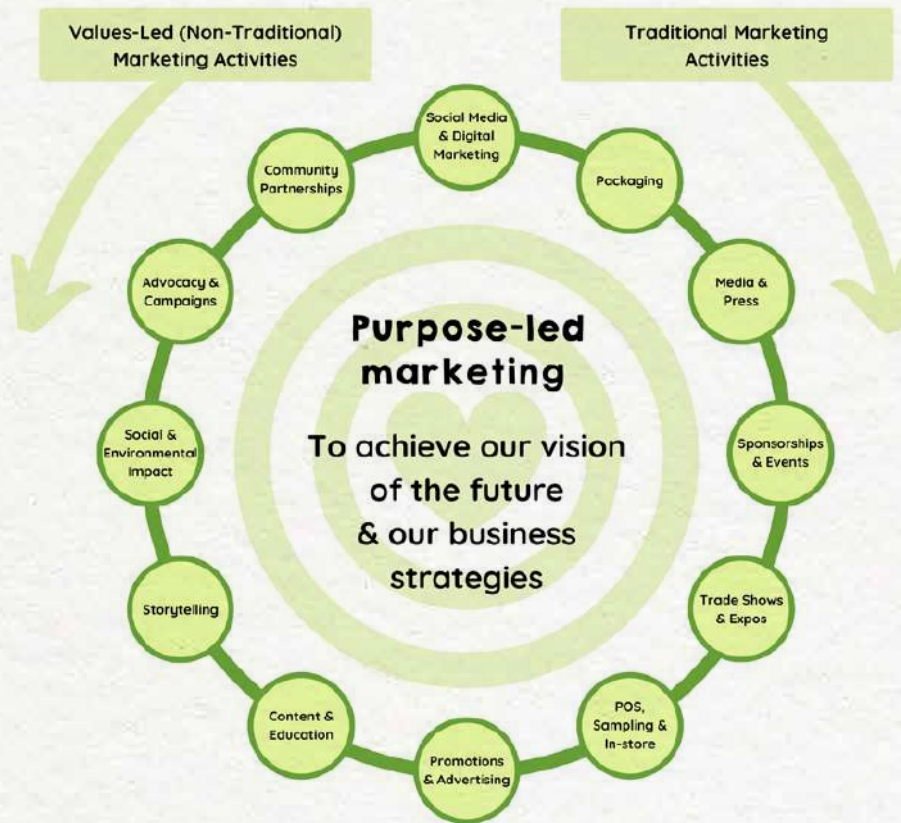 Values-Led (Non-Traditional)
Marketing Activities
Traditional Marketing
Activities
Social Media
& Digital
Marketing
Community
Partnerships
Packaging
Advocacy &
Campaigns
Media &
Press
Purpose-led
marketing
To achieve our vision
of the future
& our business
strategies
Social &
Environmental
Impact
Sponsorships
& Events
Storytelling
Trade Shows
& Expos
Content &
Education
POS,
Sampling &
In-store
Promotions
& Advertising